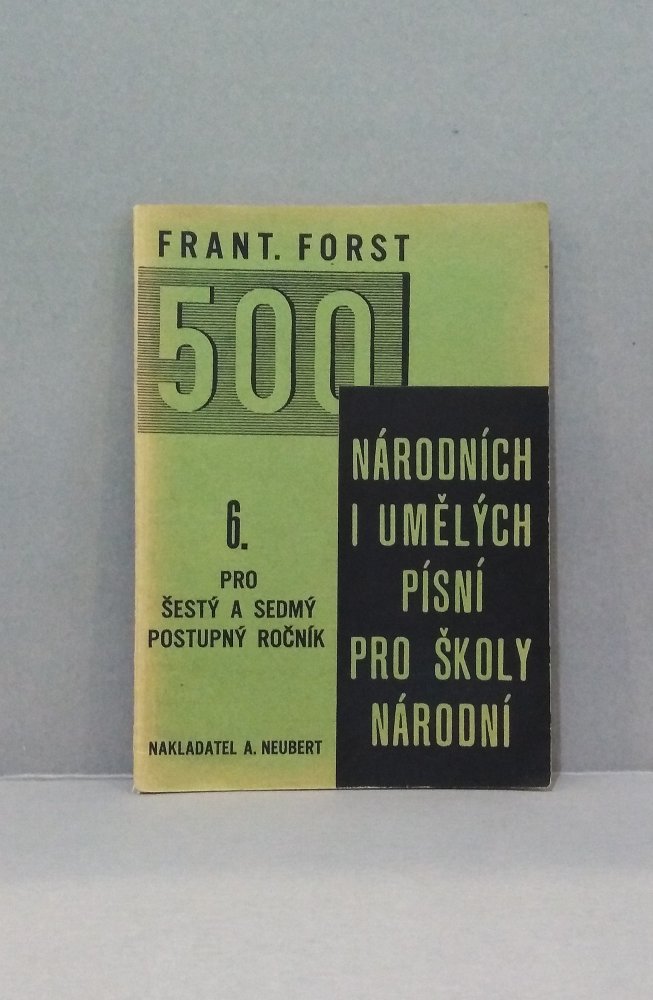 FRANT. FORST
500
NÁRODNÍCH
I UMĚLÝCH
PÍSNÍ
PRO ŠKOLY
NÁRODNÍ
6.
PRO
ŠESTÝ A SEDMÝ
POSTUPNÝ ROČNÍK
NAKLADATEL A. NEUBERT